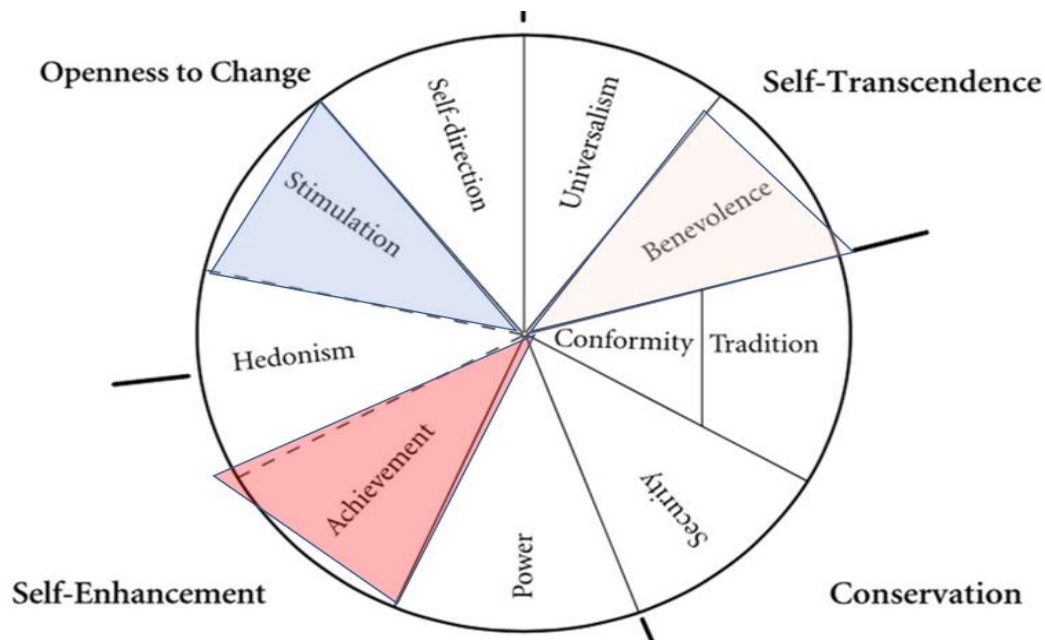 Openness to Change
Self-Transcendence
Self-direction
Universalism
Stimulation
Benevolence
Hedonism
Conformity
Tradition
Achievement
Security
Power
Self-Enhancement
Conservation